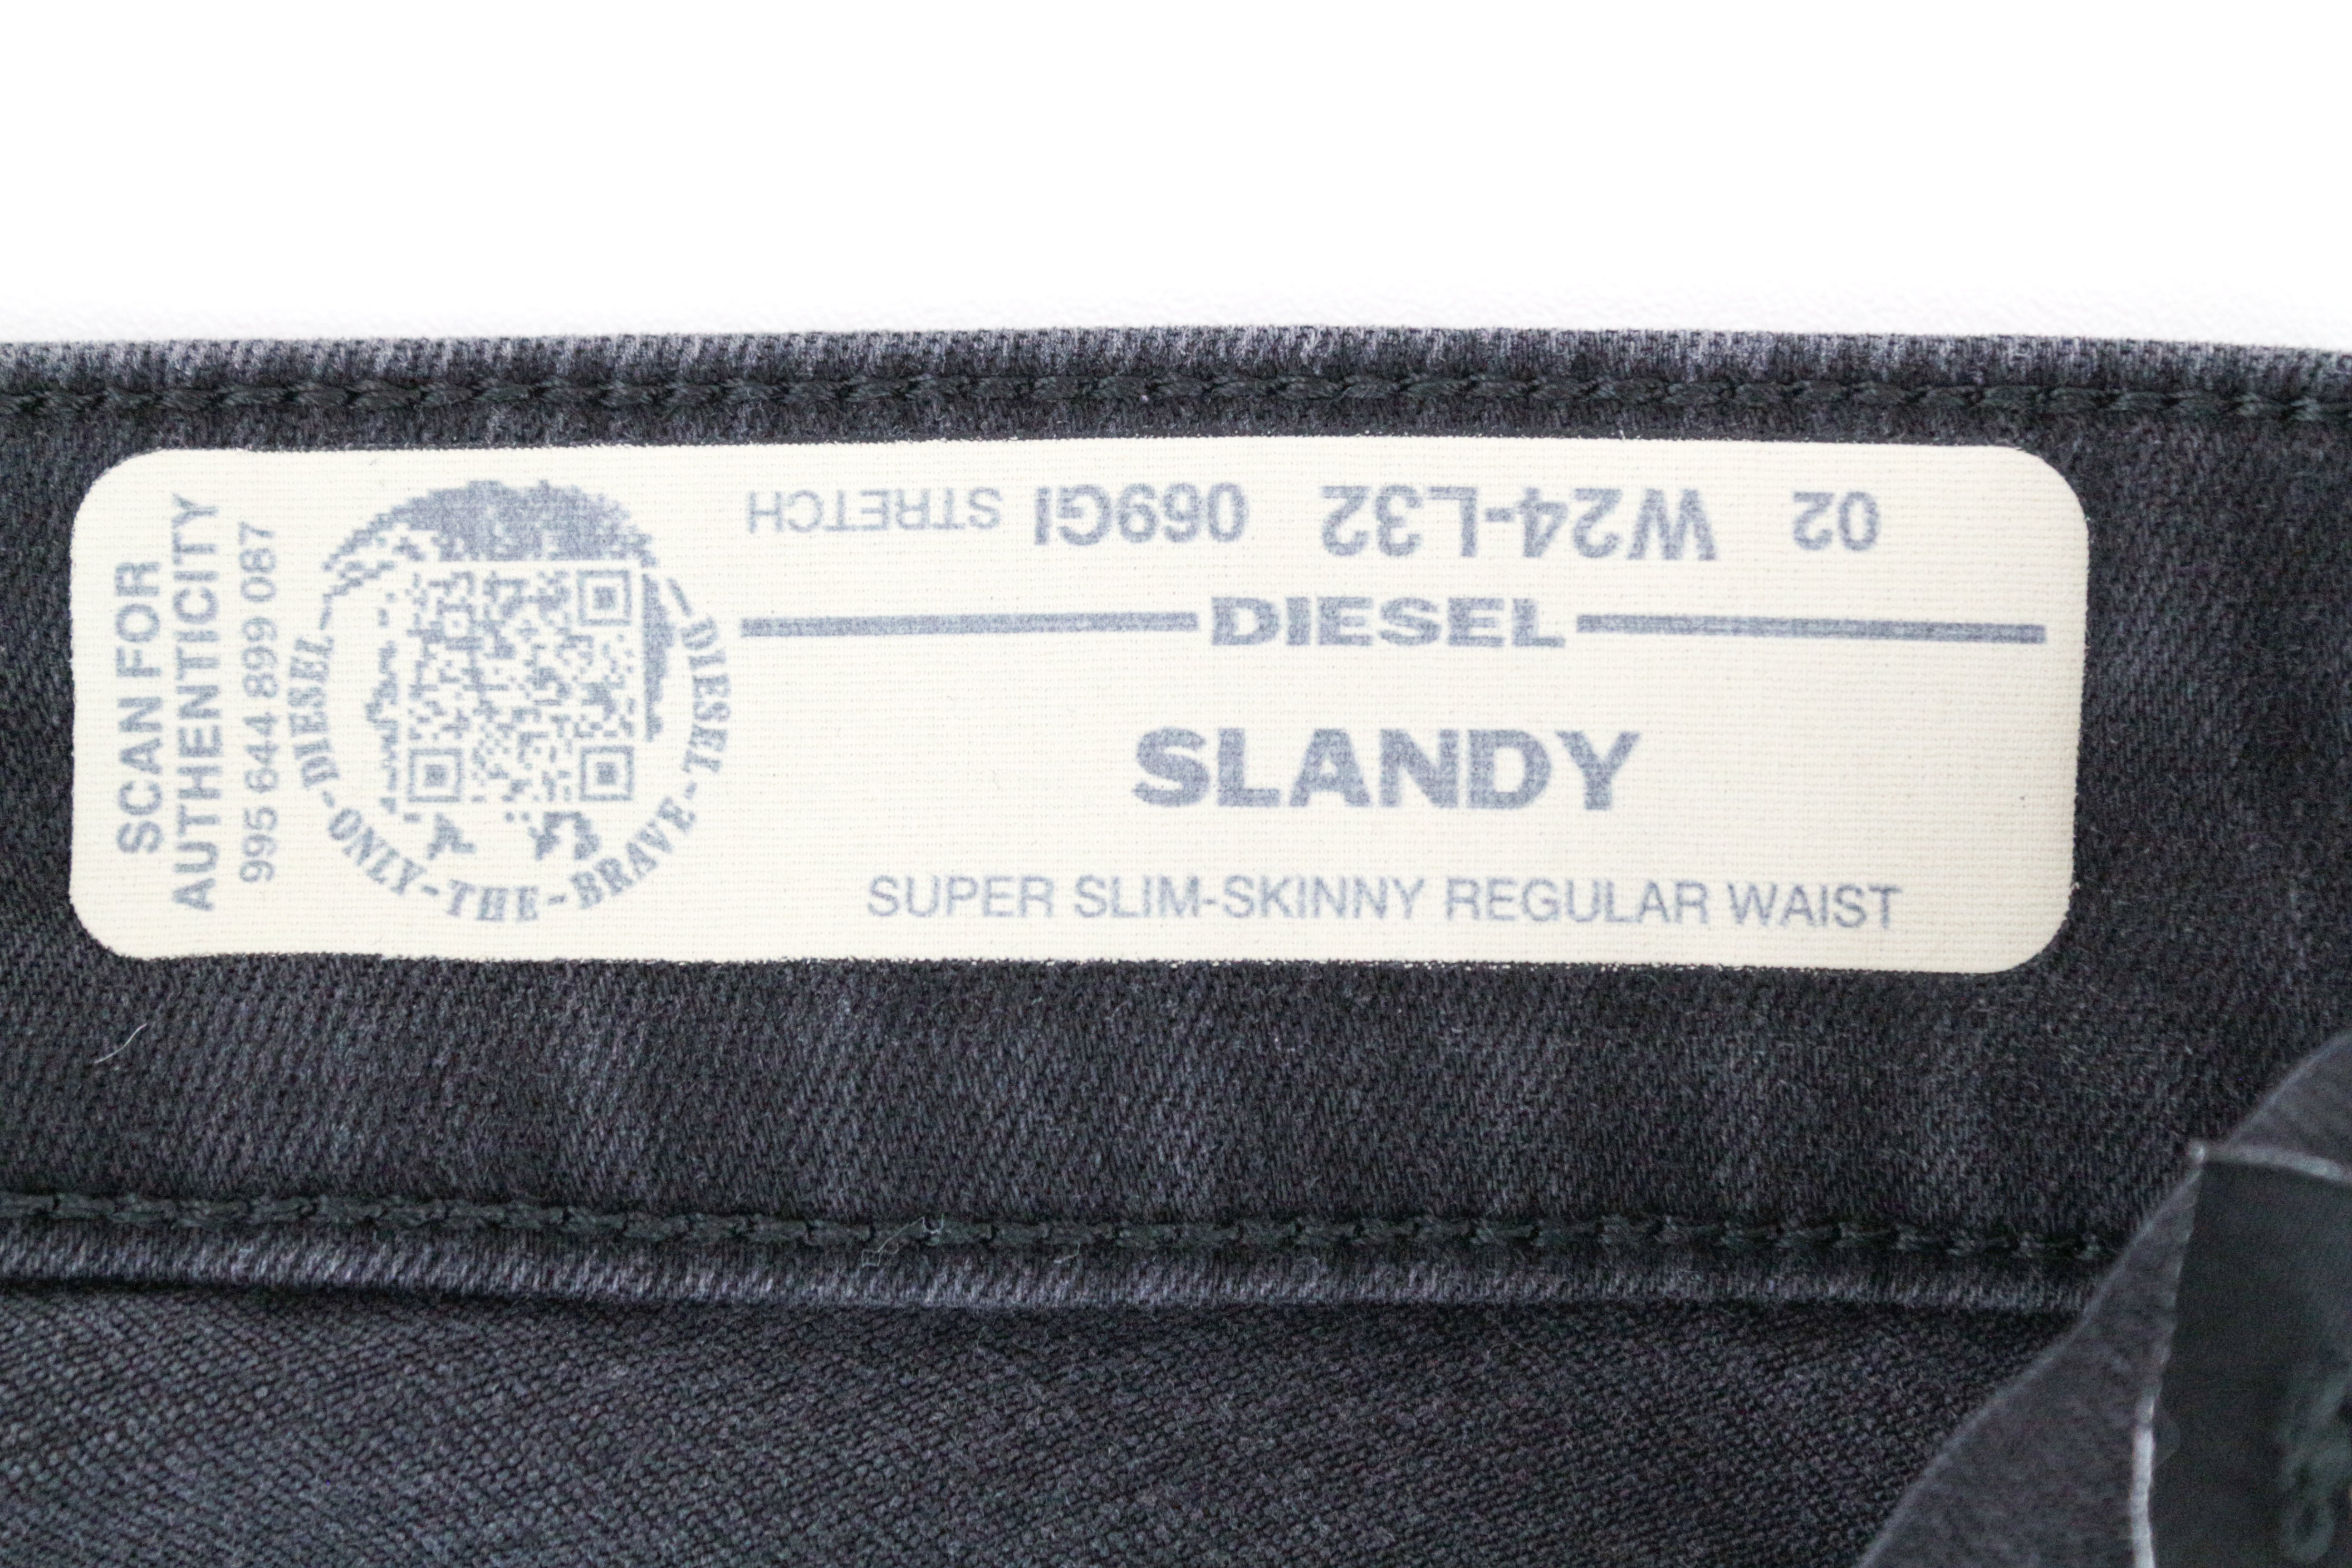 SCAN FOR
AUTHENTICITY
995 644 899 087
DIESEL-ONLY-THE-BRAVE-DIESEL
02 W24-L32 069GI STRETCH
DIESEL
SLANDY
SUPER SLIM-SKINNY REGULAR WAIST